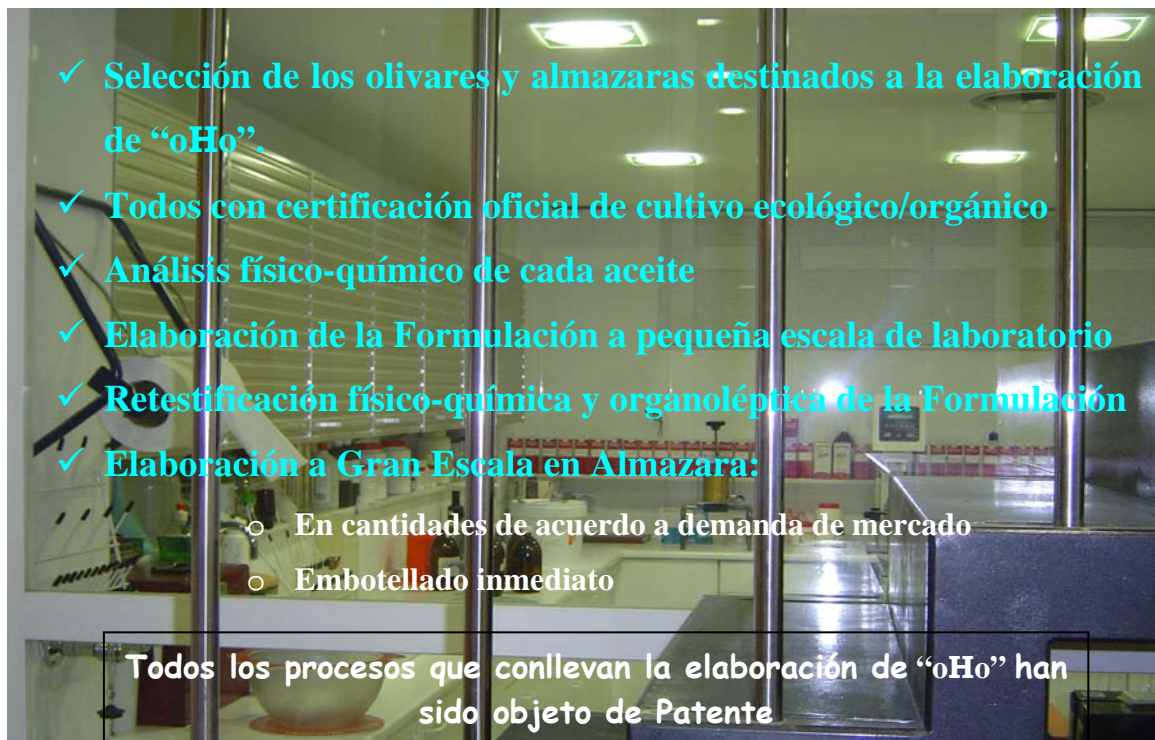 ✓ Selección de los olivares y almazaras destinados a la elaboración
de “oHo”.
✓ Todos con certificación oficial de cultivo ecológico/orgánico
✓ Análisis físico-químico de cada aceite
✓ Elaboración de la Formulación a pequeña escala de laboratorio
✓ Retestificación físico-química y organoléptica de la Formulación
✓ Elaboración a Gran Escala en Almazara:
o En cantidades de acuerdo a demanda de mercado
o Embotellado inmediato
Todos los procesos que conllevan la elaboración de “oHo” han
sido objeto de Patente